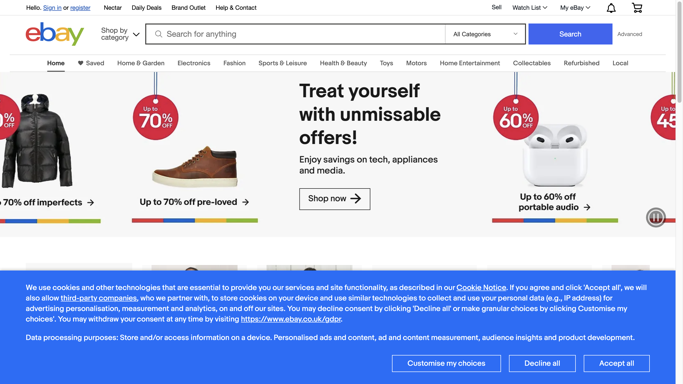 Hello. Sign in or register
Nectar
Daily Deals
Brand Outlet
Help & Contact
Sell
Watch List
My eBay
ebay
Shop by
category
Search for anything
All Categories
Search
Advanced
Home
Saved
Home & Garden
Electronics
Fashion
Sports & Leisure
Health & Beauty
Toys
Motors
Home Entertainment
Collectables
Refurbished
Local
0%
OFF
70% off imperfects →
Up to
70%
OFF
Up to 70% off pre-loved →
Treat yourself
with unmissable
offers!
Enjoy savings on tech, appliances
and media.
Shop now →
Up to
60%
OFF
Up to 60% off
portable audio →
Up to
45
OFF
We use cookies and other technologies that are essential to provide you our services and site functionality, as described in our Cookie Notice. If you agree and click 'Accept all', we will
also allow third-party companies, who we partner with, to store cookies on your device and use similar technologies to collect and use your personal data (e.g., IP address) for
advertising personalisation, measurement and analytics, on and off our sites. You may decline consent by clicking 'Decline all' or make granular choices by clicking 'Customise my
choices'. You may withdraw your consent at any time by visiting https://www.ebay.co.uk/gdpr.
Data processing purposes: Store and/or access information on a device. Personalised ads and content, ad and content measurement, audience insights and product development.
Customise my choices
Decline all
Accept all